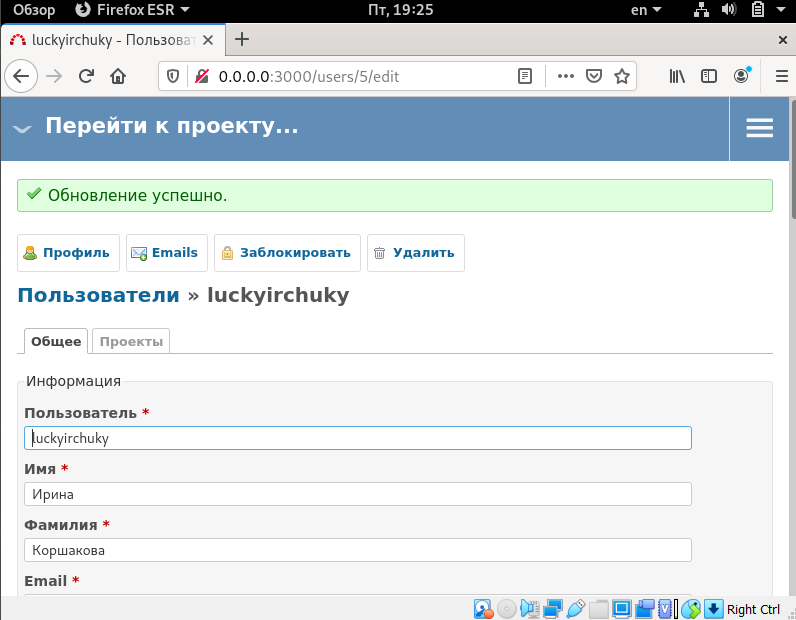 Обзор Firefox ESR Пт, 19:25 en
luckyirchuky - Пользоват
0.0.0.0:3000/users/5/edit
Перейти к проекту...
Обновление успешно.
Профиль Emails Заблокировать Удалить
Пользователи » luckyirchuky
Общее Проекты
Информация
Пользователь *
luckyirchuky
Имя *
Ирина
Фамилия *
Коршакова
Email *
Right Ctrl